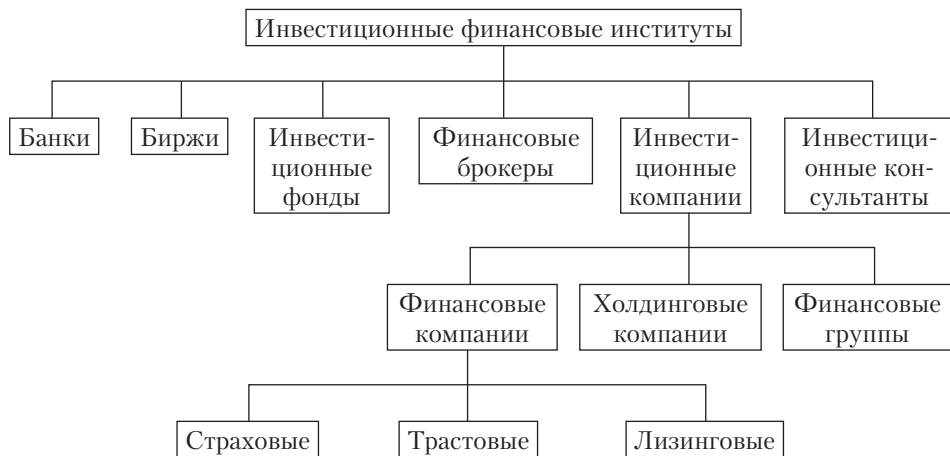 Инвестиционные финансовые институты
Банки
Биржи
Инвести-
ционные
фонды
Финансовые
брокеры
Инвести-
ционные
компании
Инвестици-
онные кон-
сультанты
Финансовые
компании
Холдинговые
компании
Финансовые
группы
Страховые
Трастовые
Лизинговые